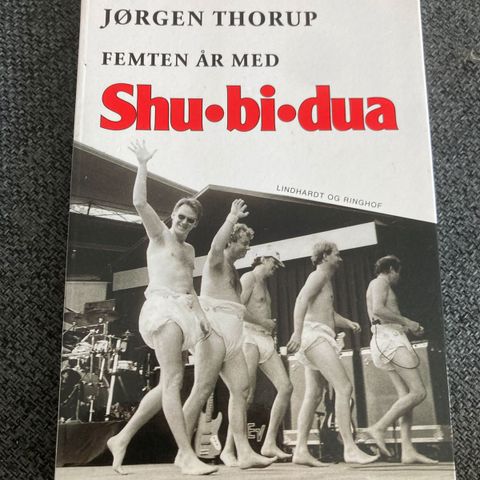 JØRGEN THORUP
FEMTEN ÅR MED
Shu•bi•dua
LINDHARDT OG RINGHOF